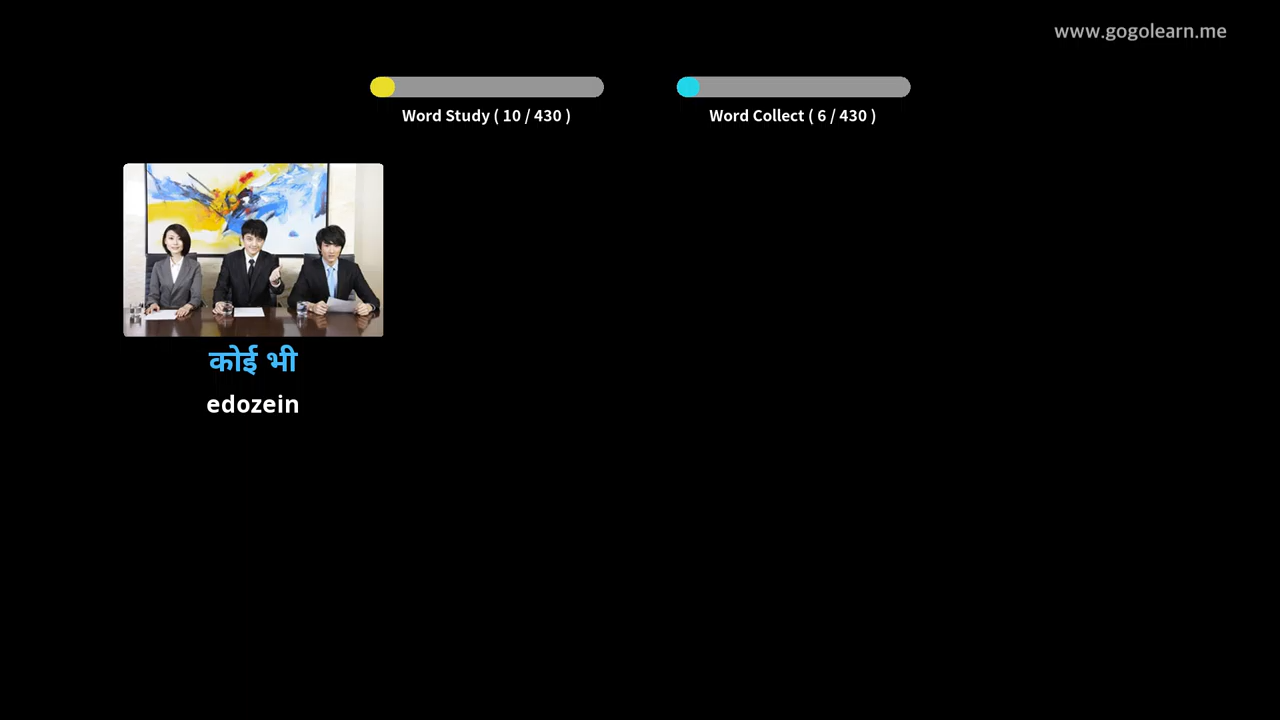 www.gogolearn.me
Word Study ( 10 / 430 )
Word Collect ( 6 / 430 )
कोई भी
edozein